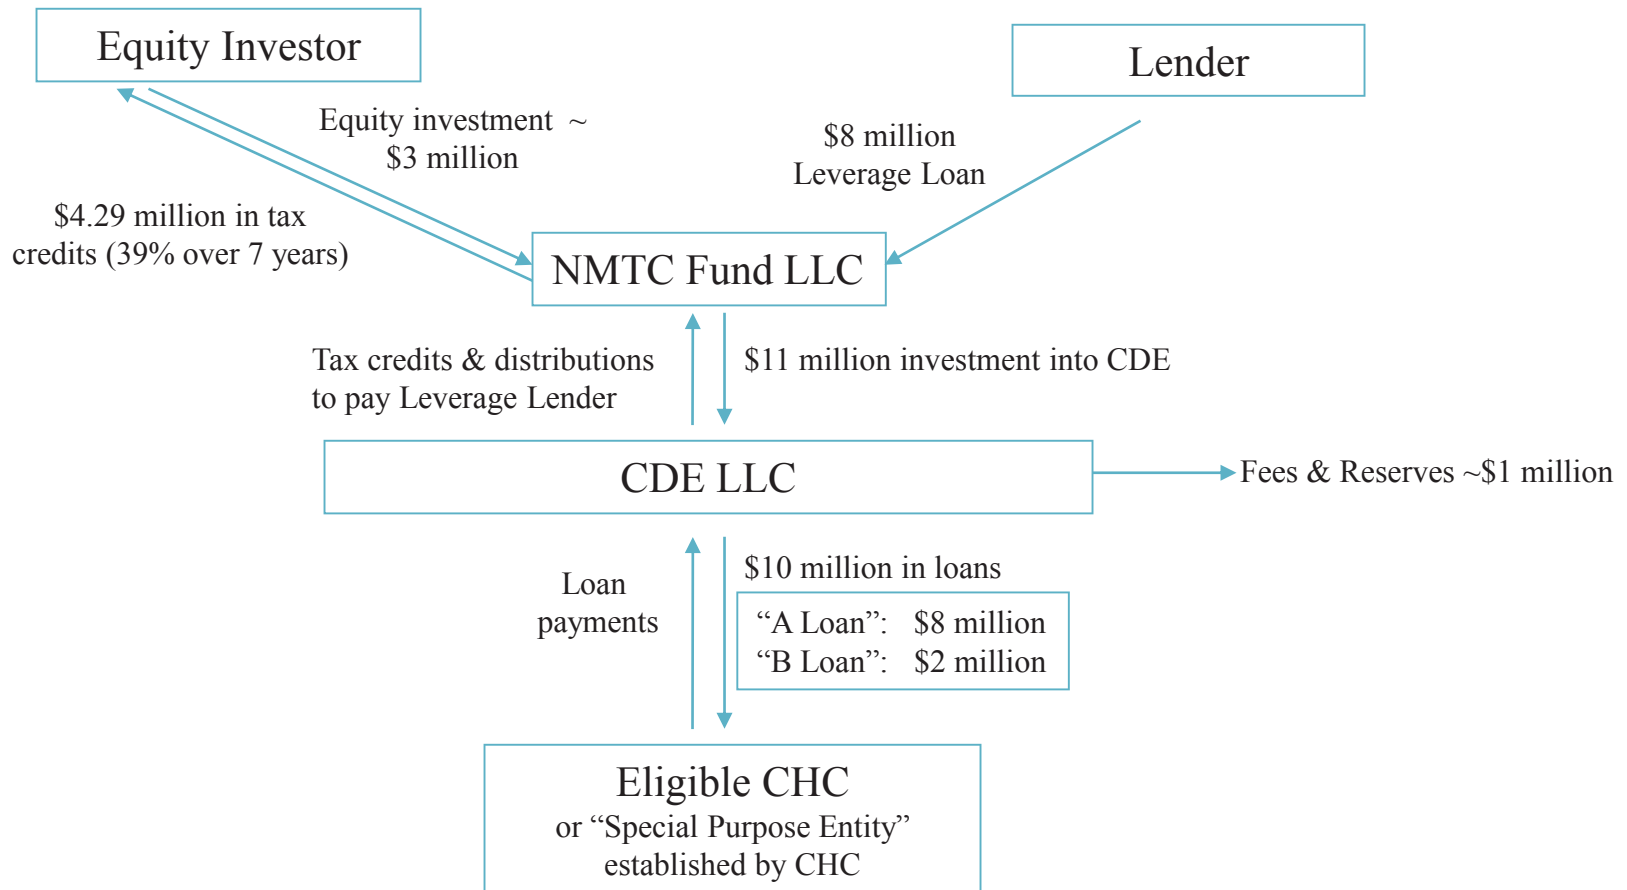 Equity Investor
Lender
Equity investment ~
$3 million
$8 million
Leverage Loan
$4.29 million in tax
credits (39% over 7 years)
NMTC Fund LLC
Tax credits & distributions
to pay Leverage Lender
$11 million investment into CDE
CDE LLC
Fees & Reserves ~$1 million
Loan
payments
$10 million in loans
“A Loan”: $8 million
“B Loan”: $2 million
Eligible CHC
or “Special Purpose Entity”
established by CHC